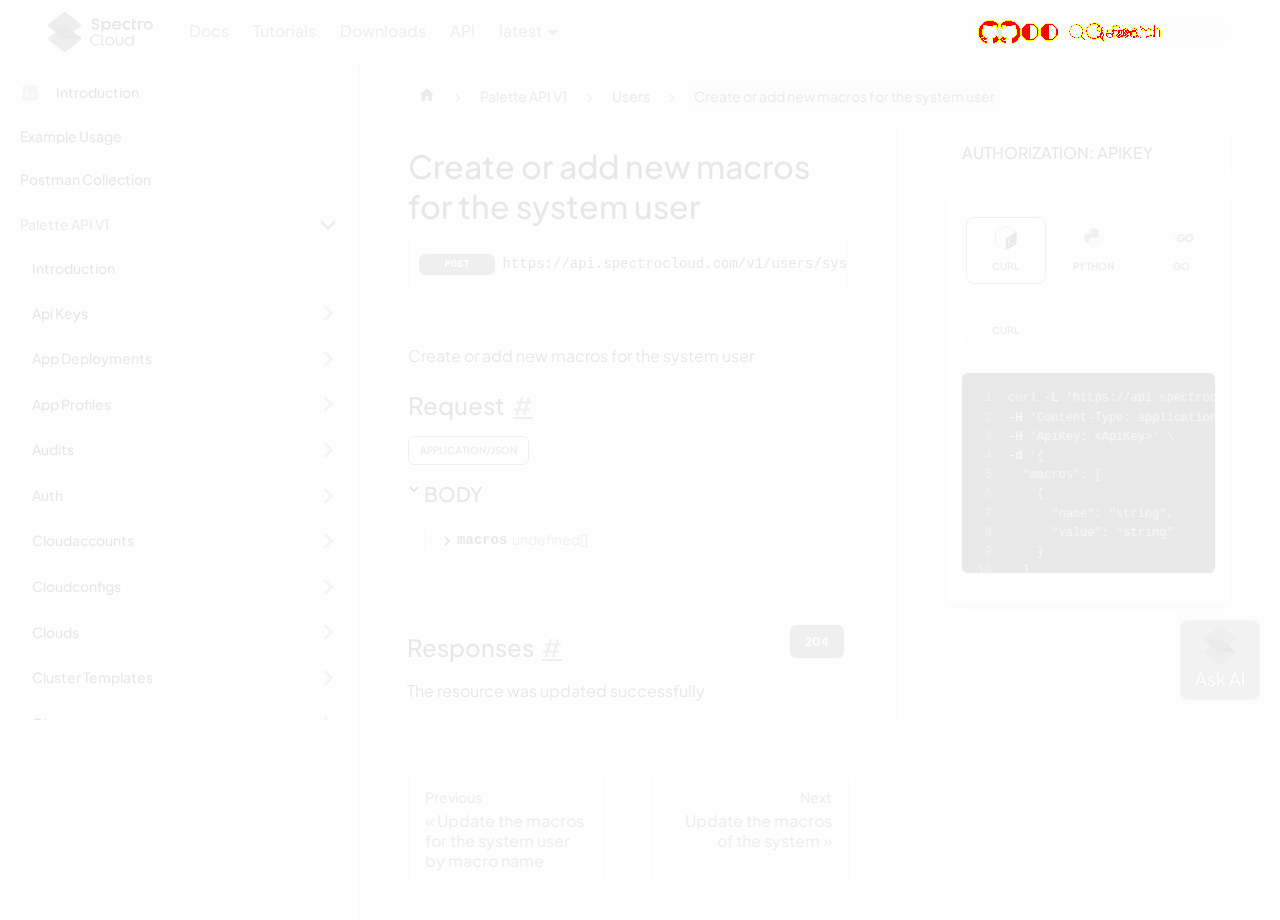 Spectro Cloud
Docs Tutorials Downloads API latest
Introduction
Example Usage
Postman Collection
Palette API V1
Introduction
Api Keys
App Deployments
App Profiles
Audits
Auth
Cloudaccounts
Cloudconfigs
Clouds
Cluster Templates
Palette API V1
Users
Create or add new macros for the system user
Create or add new macros
for the system user
POST https://api.spectrocloud.com/v1/users/sys
Create or add new macros for the system user
Request #
APPLICATION/JSON
BODY
macros undefined[]
Responses #
204
The resource was updated successfully
Previous
« Update the macros
for the system user
by macro name
Next
Update the macros
of the system »
AUTHORIZATION: APIKEY
CURL PYTHON GO
CURL
1 curl -L 'https://api.spectroc
2 -H 'Content-Type: application
3 -H 'ApiKey: <ApiKey>' \
4 -d '{
5 "macros": [
6 {
7 "name": "string",
8 "value": "string"
9 }
10 ]
Ask AI